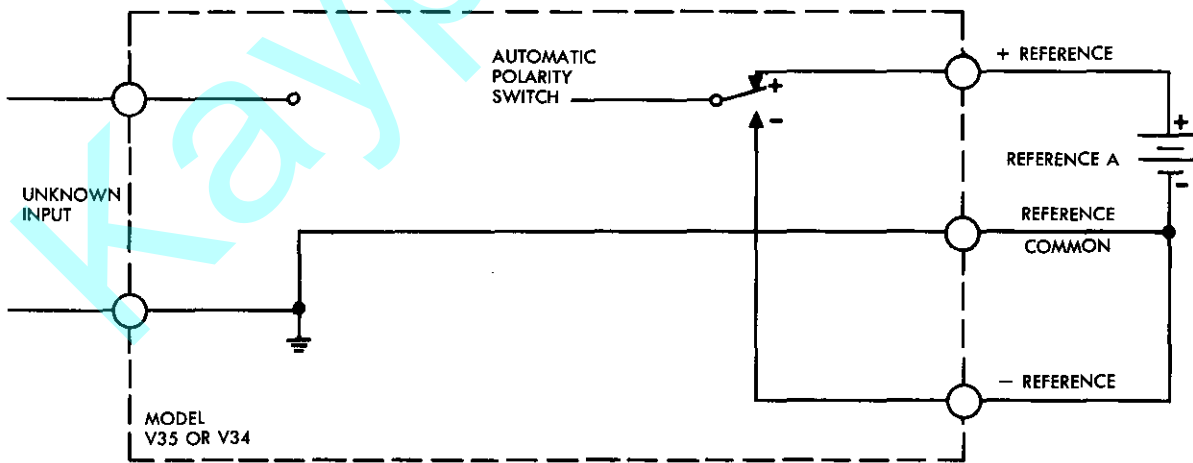 AUTOMATIC
POLARITY
SWITCH
+
-
+ REFERENCE
+
REFERENCE A
-
UNKNOWN
INPUT
REFERENCE
COMMON
- REFERENCE
MODEL
V35 OR V34